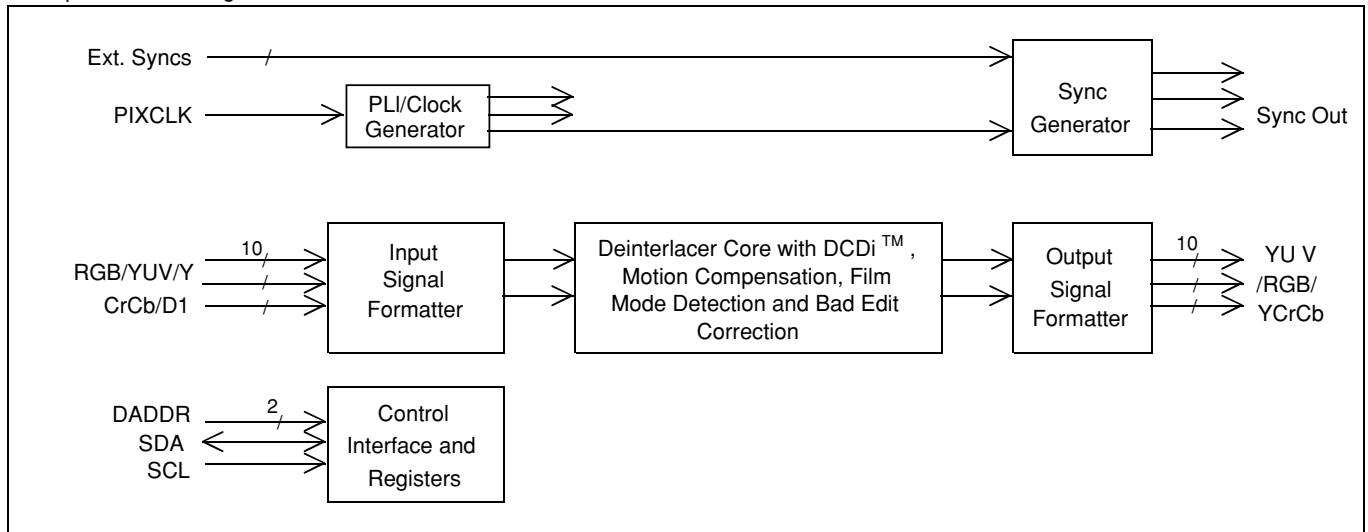 Ext. Syncs
PIXCLK
PLI/Clock
Generator
Sync
Generator
Sync Out
RGB/YUV/Y
CrCb/D1
10
Input
Signal
Formatter
Deinterlacer Core with DCDi TM ,
Motion Compensation, Film
Mode Detection and Bad Edit
Correction
Output
Signal
Formatter
10
YU V
/RGB/
YCrCb
DADDR
SDA
SCL
2
Control
Interface and
Registers